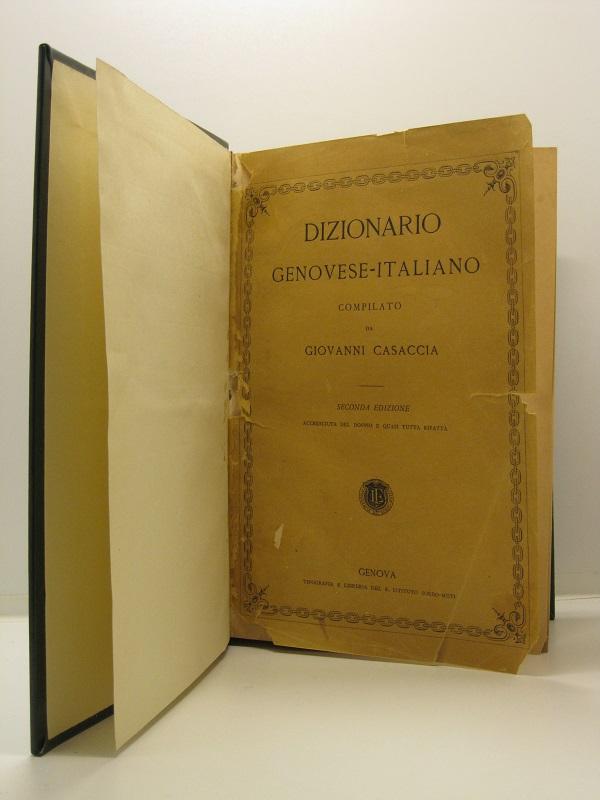 DIZIONARIO
GENOVESE-ITALIANO
COMPILATO
DA
GIOVANNI CASACCIA
SECONDA EDIZIONE
ACCRESCIUTA DEL DOPPIO E QUASI TUTTA RIFATTA
GENOVA
TIPOGRAFIA E LIBRERIA DEL R. ISTITUTO SORDO-MUTI